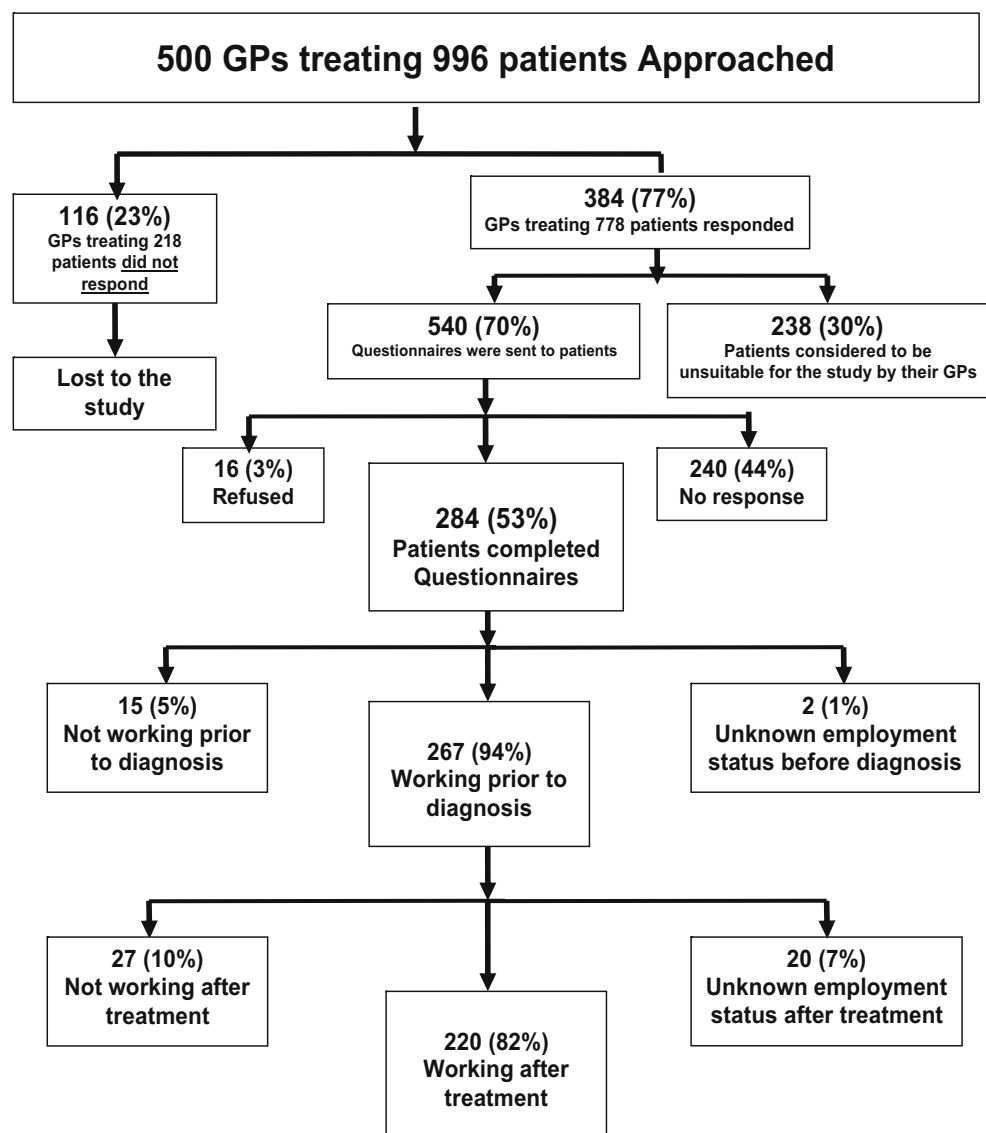 500 GPs treating 996 patients Approached
116 (23%)
GPs treating 218
patients did not
respond
384 (77%)
GPs treating 778 patients responded
Lost to the
study
540 (70%)
Questionnaires were sent to patients
238 (30%)
Patients considered to be
unsuitable for the study by their GPs
16 (3%)
Refused
284 (53%)
Patients completed
Questionnaires
240 (44%)
No response
15 (5%)
Not working prior
to diagnosis
267 (94%)
Working prior to
diagnosis
2 (1%)
Unknown employment
status before diagnosis
27 (10%)
Not working after
treatment
220 (82%)
Working after
treatment
20 (7%)
Unknown employment
status after treatment